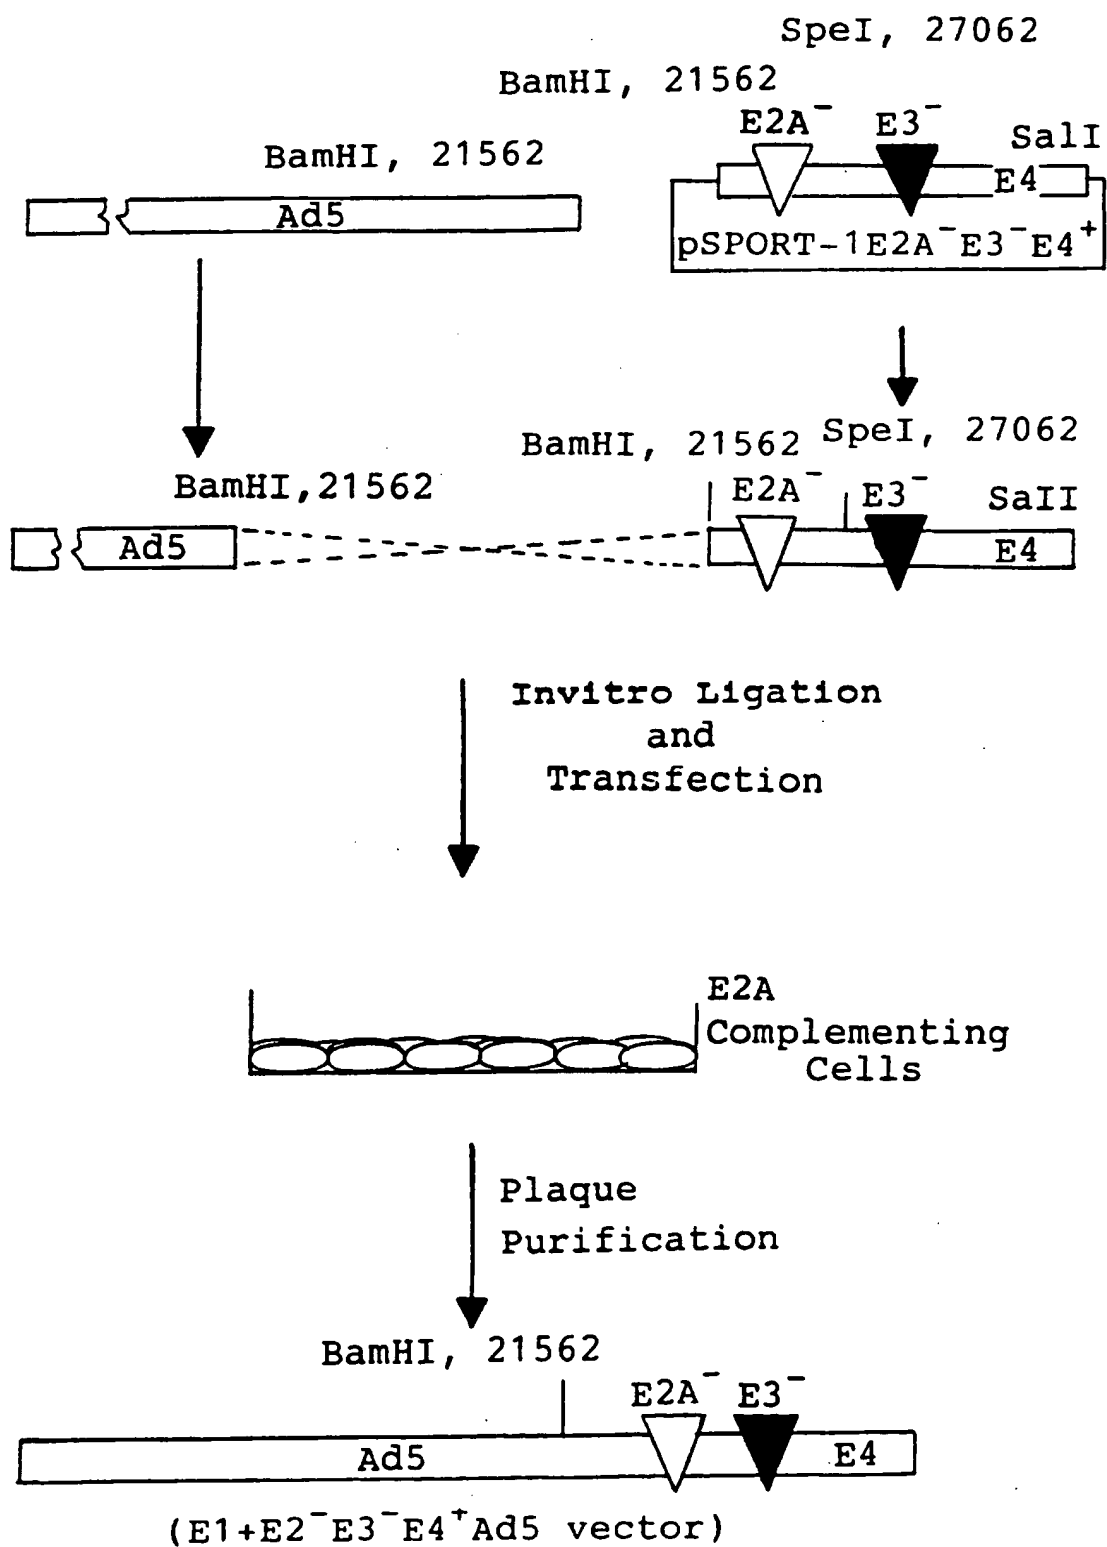 SpeI, 27062
BamHI, 21562
E2A⁻ E3⁻
SalI
BamHI, 21562
E4
Ad5
pSPORT-1E2A⁻E3⁻E4⁺
BamHI, 21562 SpeI, 27062
BamHI,21562
E2A⁻ E3⁻ SaII
Ad5
E4
Invitro Ligation
and
Transfection
E2A
Complementing
Cells
Plaque
Purification
BamHI, 21562
E2A⁻ E3⁻
Ad5
E4
(E1+E2⁻E3⁻E4⁺Ad5 vector)